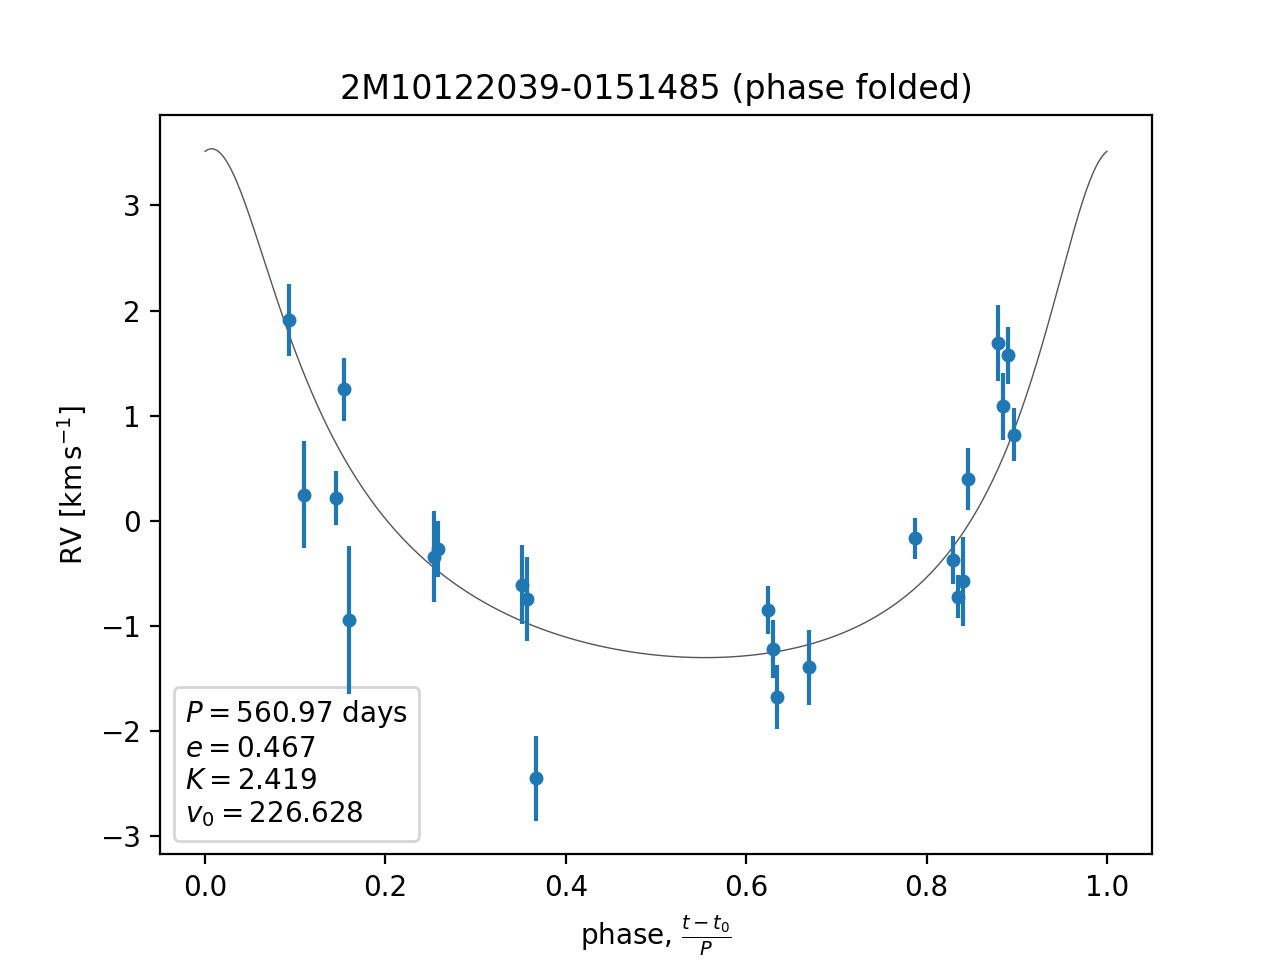 2M10122039-0151485 (phase folded)
RV [km s⁻¹]
3
2
1
0
−1
−2
−3
P = 560.97 days
e = 0.467
K = 2.419
v₀ = 226.628
0.0 0.2 0.4 0.6 0.8 1.0
phase, (t − t₀)/P